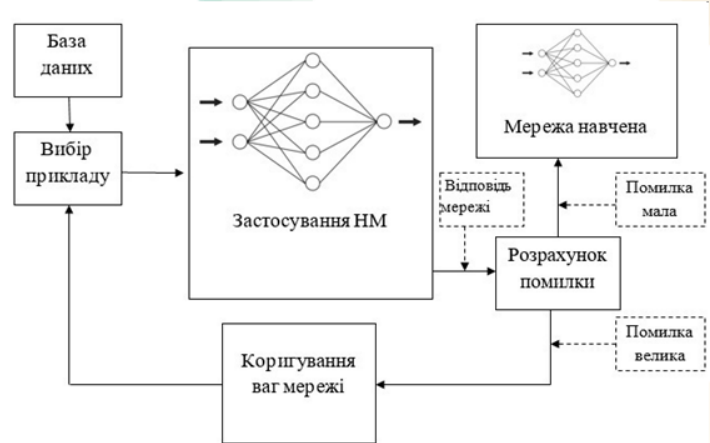 База
даних
Вибір
прикладу
Застосування НМ
Мережа навчена
Відповідь
мережі
Помилка
мала
Розрахунок
помилки
Помилка
велика
Коригування
ваг мережі